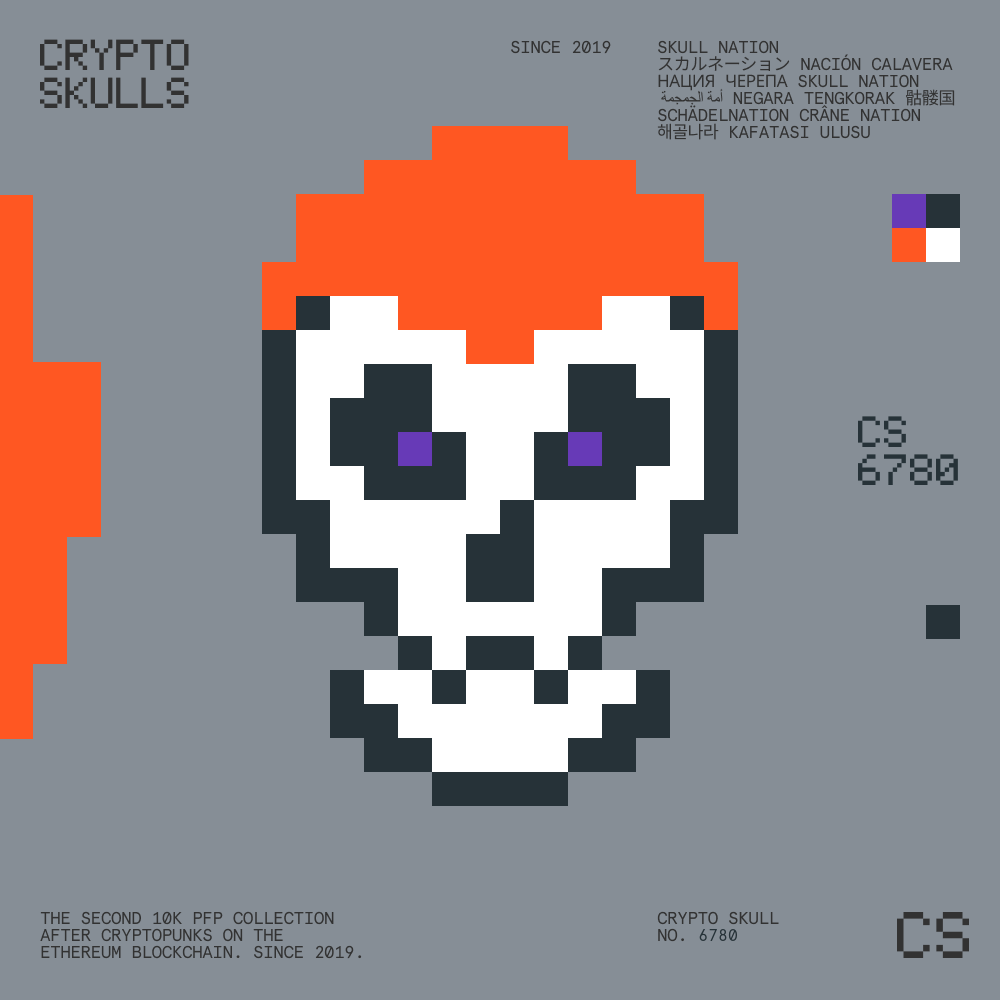 CRYPTO
SKULLS
SINCE 2019
SKULL NATION
スカルネーション NACIÓN CALAVERA
НАЦИЯ ЧЕРЕПА SKULL NATION
أمة الجمجمة NEGARA TENGKORAK 骷髅国
SCHÄDELNATION CRÂNE NATION
해골나라 KAFATASI ULUSU
CS
6780
THE SECOND 10K PFP COLLECTION
AFTER CRYPTOPUNKS ON THE
ETHEREUM BLOCKCHAIN. SINCE 2019.
CRYPTO SKULL
NO. 6780
CS